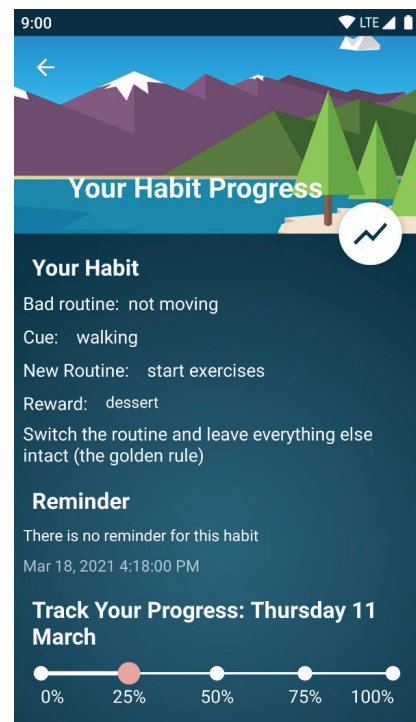 9:00 LTE
Your Habit Progress
Your Habit
Bad routine: not moving
Cue: walking
New Routine: start exercises
Reward: dessert
Switch the routine and leave everything else
intact (the golden rule)
Reminder
There is no reminder for this habit
Mar 18, 2021 4:18:00 PM
Track Your Progress: Thursday 11
March
0% 25% 50% 75% 100%